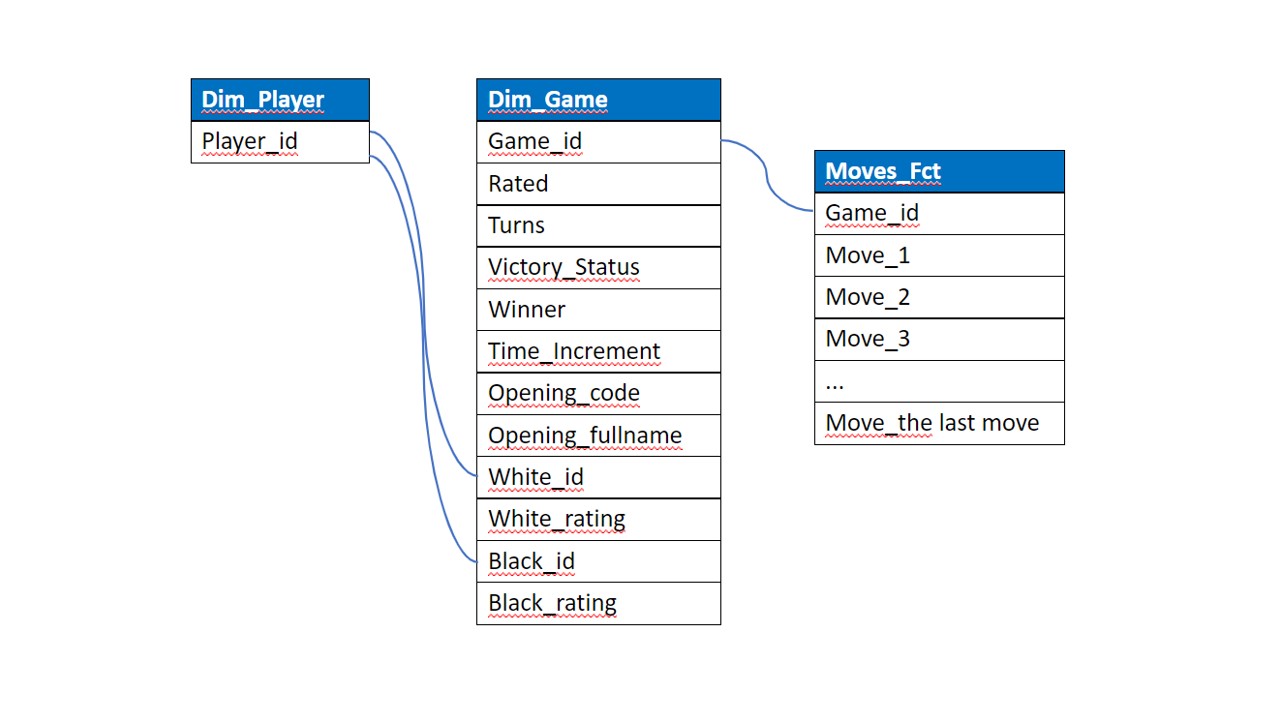 Dim_Player
Player_id
Dim_Game
Game_id
Rated
Turns
Victory_Status
Winner
Time_Increment
Opening_code
Opening_fullname
White_id
White_rating
Black_id
Black_rating
Moves_Fct
Game_id
Move_1
Move_2
Move_3
...
Move_the last move